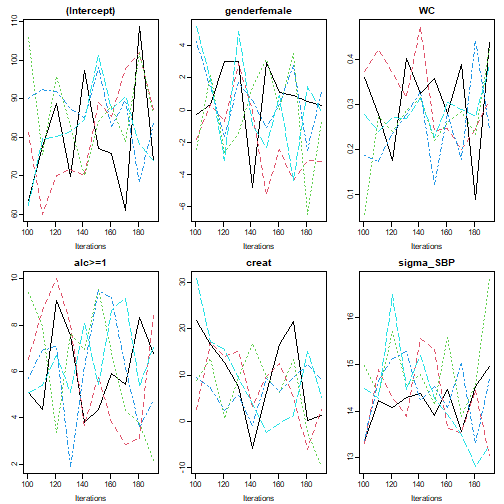 (Intercept) genderfemale WC
60 70 80 90 100 110
-6 -4 -2 0 2 4
0.1 0.2 0.3 0.4
100 120 140 160 180
100 120 140 160 180
100 120 140 160 180
Iterations Iterations Iterations
alc>=1 creat sigma_SBP
2 4 6 8 10
-10 0 10 20 30
13 14 15 16
100 120 140 160 180
100 120 140 160 180
100 120 140 160 180
Iterations Iterations Iterations